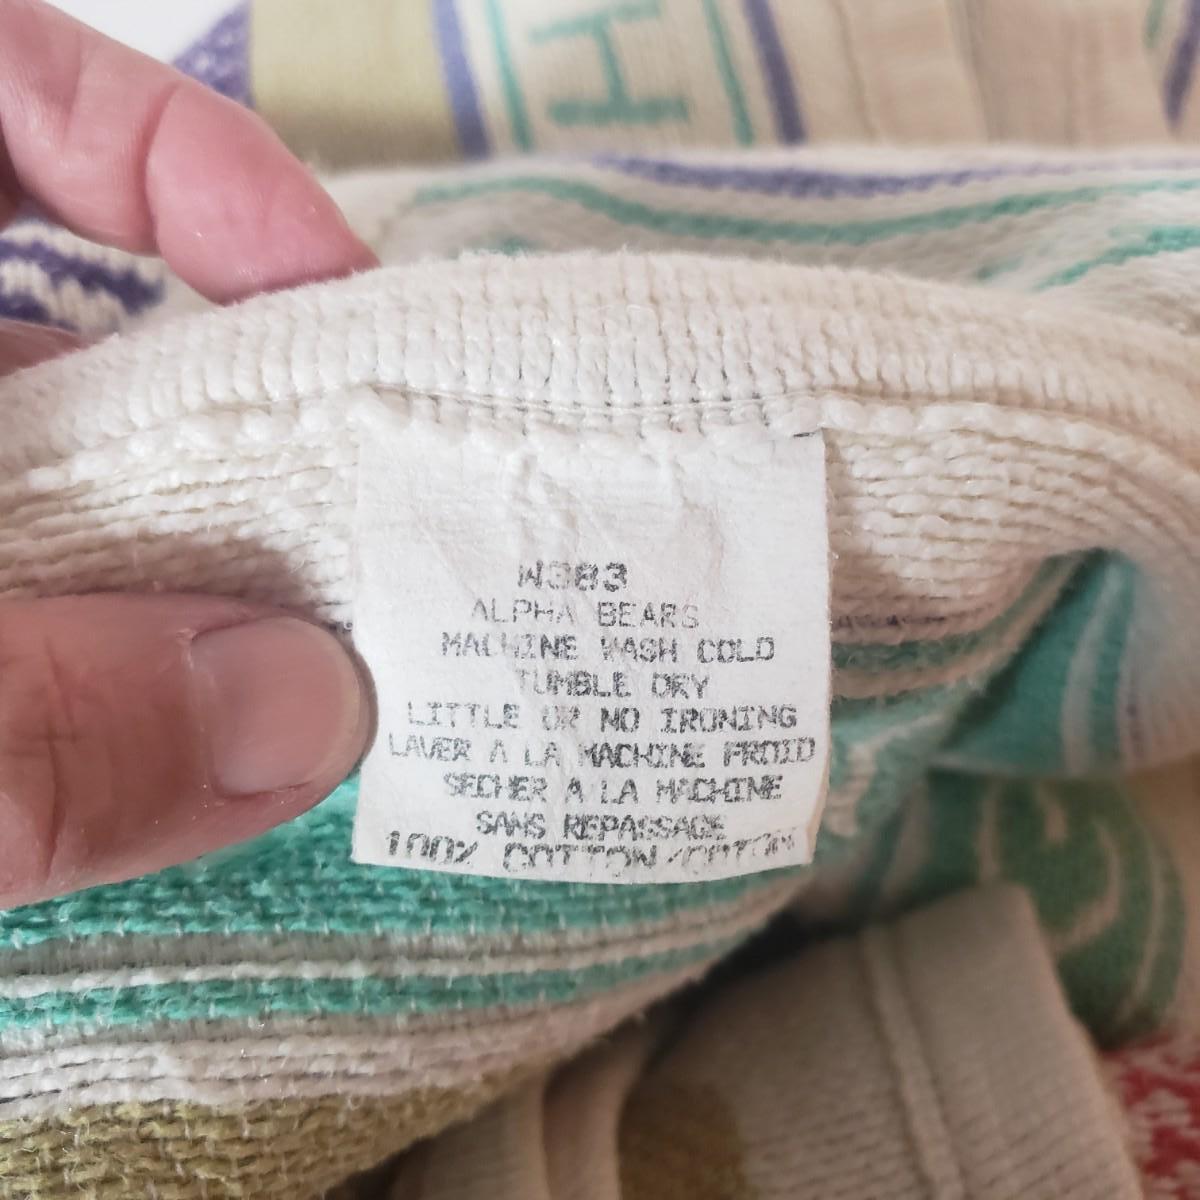 H
W383
ALPHA BEARS
MACHINE WASH COLD
TUMBLE DRY
LITTLE OR NO IRONING
LAVER A LA MACHINE FROID
SECHER A LA MACHINE
SANS REPASSAGE
100% COTTON/COTON